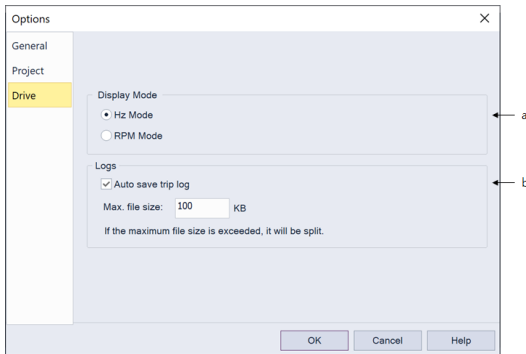 Options
General
Project
Drive
Display Mode
Hz Mode
RPM Mode
a
Logs
Auto save trip log
b
Max. file size: 100 KB
If the maximum file size is exceeded, it will be split.
OK Cancel Help